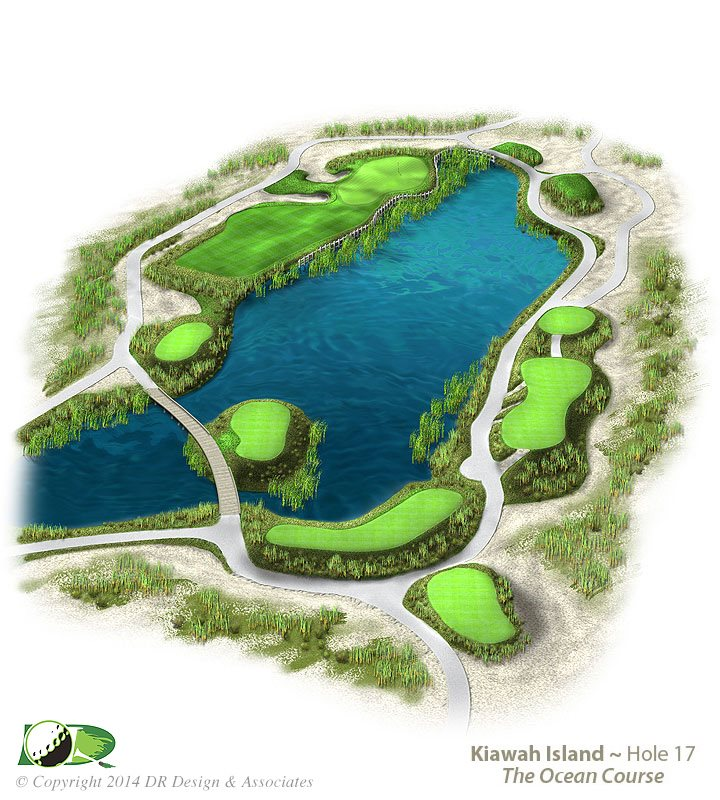 Kiawah Island ~ Hole 17
The Ocean Course
© Copyright 2014 DR Design & Associates